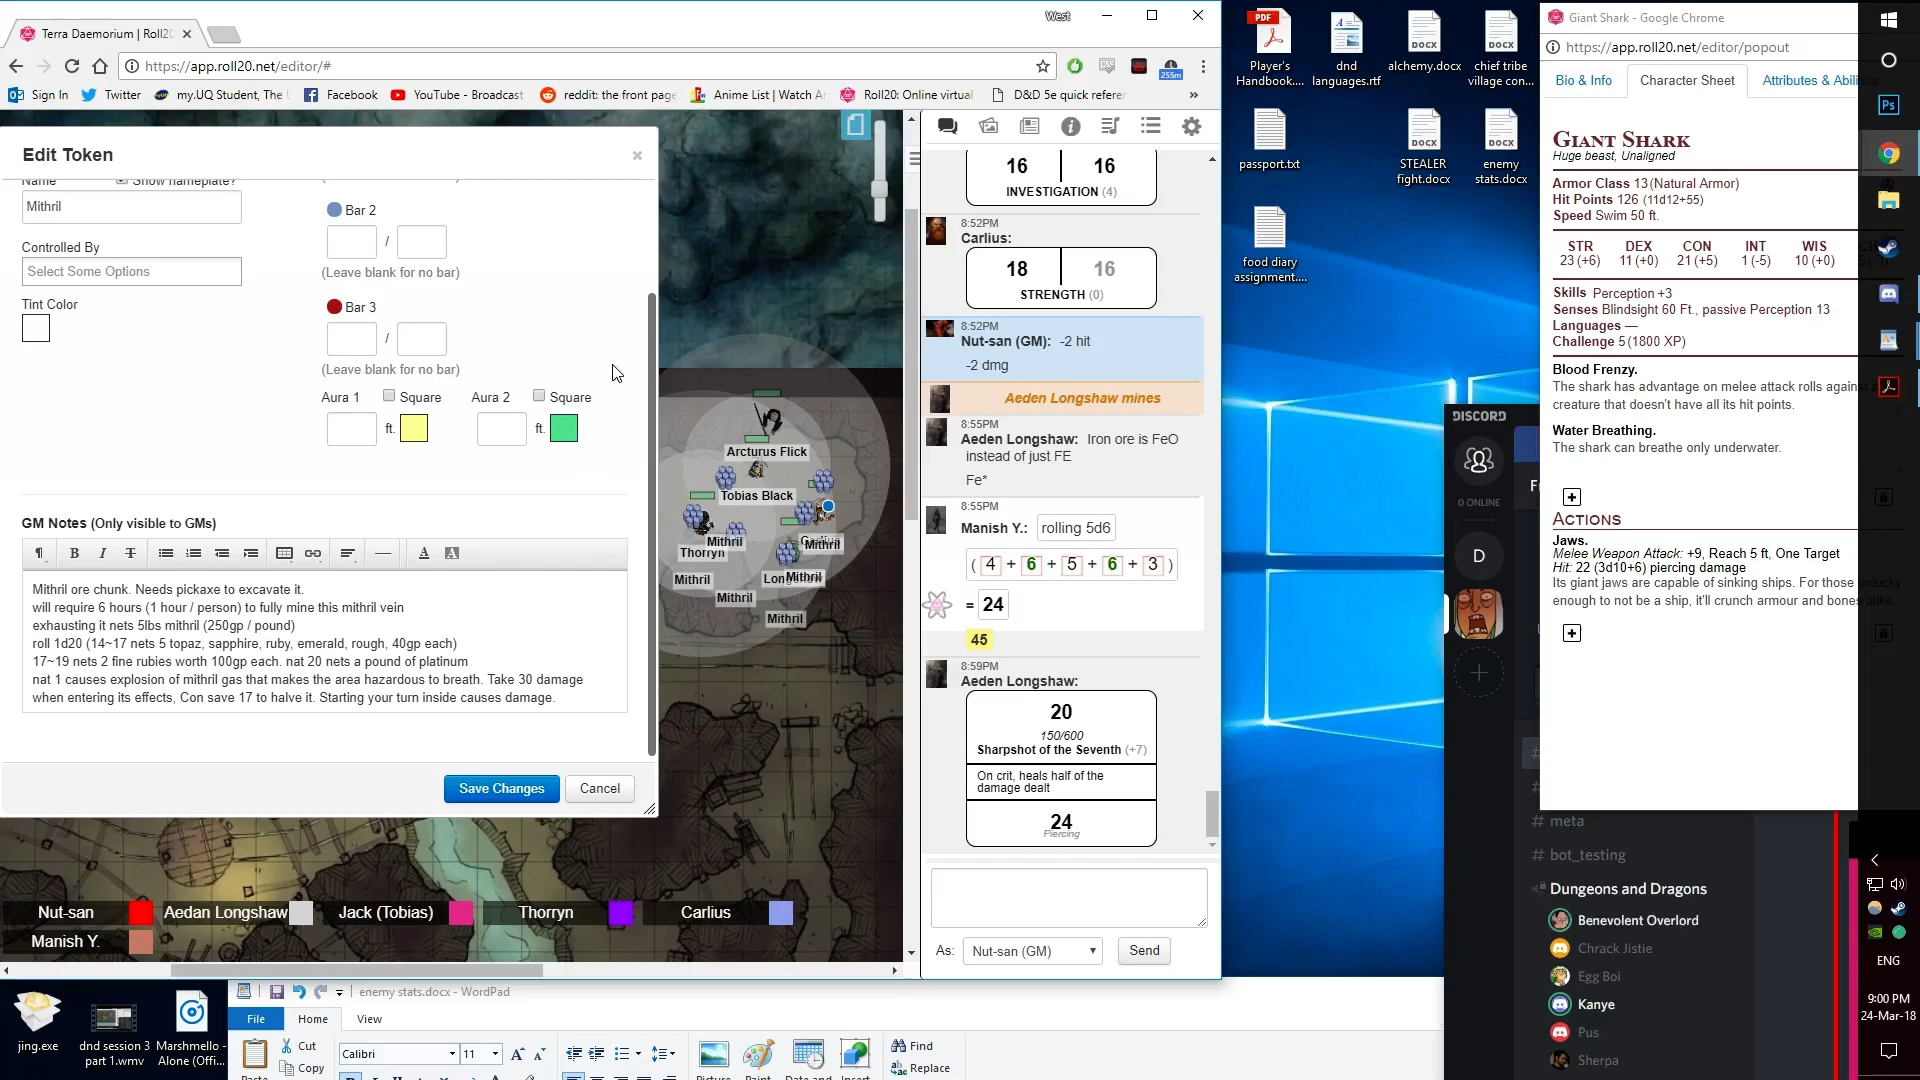 West
Terra Daemorium | Roll20
https://app.roll20.net/editor/#
255m
Sign In
Twitter
my.UQ Student, The
Facebook
YouTube - Broadcast
reddit: the front page
Anime List | Watch
Roll20: Online virtual
D&D 5e quick refere
»
Edit Token
Name
Show nameplate?
Mithril
Controlled By
Select Some Options
Tint Color
Bar 2
/
(Leave blank for no bar)
Bar 3
/
(Leave blank for no bar)
Aura 1 Square Aura 2 Square
ft. ft.
GM Notes (Only visible to GMs)
Mithril ore chunk. Needs pickaxe to excavate it.
will require 6 hours (1 hour / person) to fully mine this mithril vein
exhausting it nets 5lbs mithril (250gp / pound)
roll 1d20 (14~17 nets 5 topaz, sapphire, ruby, emerald, rough, 40gp each)
17~19 nets 2 fine rubies worth 100gp each. nat 20 nets a pound of platinum
nat 1 causes explosion of mithril gas that makes the area hazardous to breath. Take 30 damage
when entering its effects, Con save 17 to halve it. Starting your turn inside causes damage.
Save Changes
Cancel
Arcturus Flick
Tobias Black
Mithril
Mithril
Thorryn
Mithril
Mithril
Mithril
Mithril
Nut-san
Aedan Longshaw
Jack (Tobias)
Thorryn
Carlius
Manish Y.
16 16
INVESTIGATION (4)
8:52PM
Carlius:
18 16
STRENGTH (0)
8:52PM
Nut-san (GM): -2 hit
-2 dmg
Aeden Longshaw mines
8:55PM
Aeden Longshaw: Iron ore is FeO
instead of just FE
Fe*
8:55PM
Manish Y.: rolling 5d6
(4+6+5+6+3)
= 24
45
8:59PM
Aeden Longshaw:
20
150/600
Sharpshot of the Seventh (+7)
On crit, heals half of the
damage dealt
24
Piercing
As: Nut-san (GM)
Send
PDF
Player's
Handbook....
dnd
languages.rtf
DOCX
alchemy.docx
DOCX
chief tribe
village con...
passport.txt
DOCX
STEALER
fight.docx
DOCX
enemy
stats.docx
food diary
assignment....
Giant Shark - Google Chrome
https://app.roll20.net/editor/popout
Bio & Info
Character Sheet
Attributes & Abilities
GIANT SHARK
Huge beast, Unaligned
Armor Class 13 (Natural Armor)
Hit Points 126 (11d12+55)
Speed Swim 50 ft.
STR DEX CON INT WIS
23 (+6) 11 (+0) 21 (+5) 1 (-5) 10 (+0)
Skills Perception +3
Senses Blindsight 60 Ft., passive Perception 13
Languages —
Challenge 5 (1800 XP)
Blood Frenzy.
The shark has advantage on melee attack rolls against a
creature that doesn't have all its hit points.
Water Breathing.
The shark can breathe only underwater.
ACTIONS
Jaws.
Melee Weapon Attack: +9, Reach 5 ft, One Target
Hit: 22 (3d10+6) piercing damage
Its giant jaws are capable of sinking ships. For those unlucky
enough to not be a ship, it'll crunch armour and bones alike
DISCORD
0 ONLINE
D
# meta
# bot_testing
Dungeons and Dragons
Benevolent Overlord
Chrack Jistie
Egg Boi
Kanye
Pus
Sherpa
Ps
ENG
9:00 PM
24-Mar-18
jing.exe
dnd session 3
part 1.wmv
Marshmello -
Alone (Offi...
enemy stats.docx - WordPad
File
Home
View
Cut
Copy
Calibri
11
Picture
Paint
Find
Replace